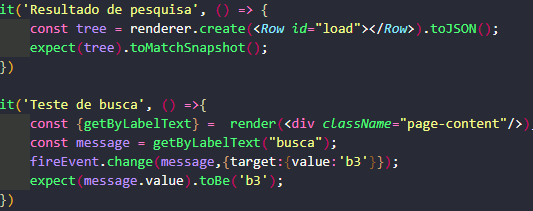 it('Resultado de pesquisa', () => {
const tree = renderer.create(<Row id="load"></Row>).toJSON();
expect(tree).toMatchSnapshot();
})
it('Teste de busca', () =>{
const {getByLabelText} =  render(<div className="page-content"/>)
const message = getByLabelText("busca");
fireEvent.change(message,{target:{value:'b3'}});
expect(message.value).toBe('b3');
})